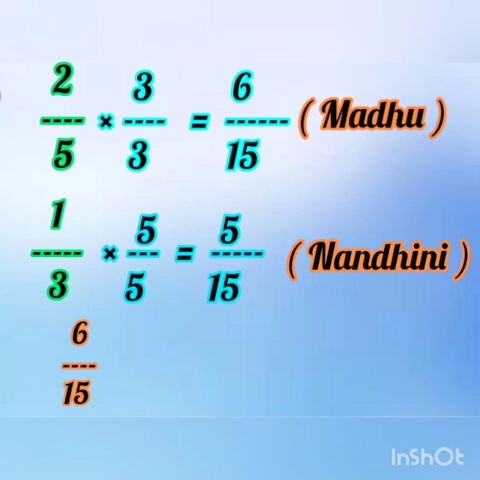 2/5 × 3/3 = 6/15 ( Madhu )
1/3 × 5/5 = 5/15 ( Nandhini )
6/15
InShOt